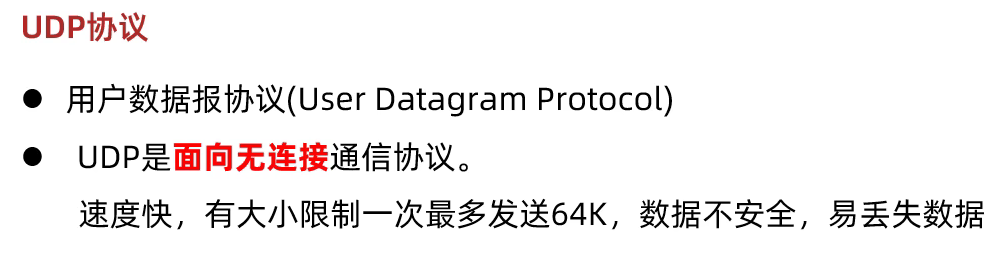 UDP协议
● 用户数据报协议(User Datagram Protocol)
● UDP是面向无连接通信协议。
速度快，有大小限制一次最多发送64K，数据不安全，易丢失数据